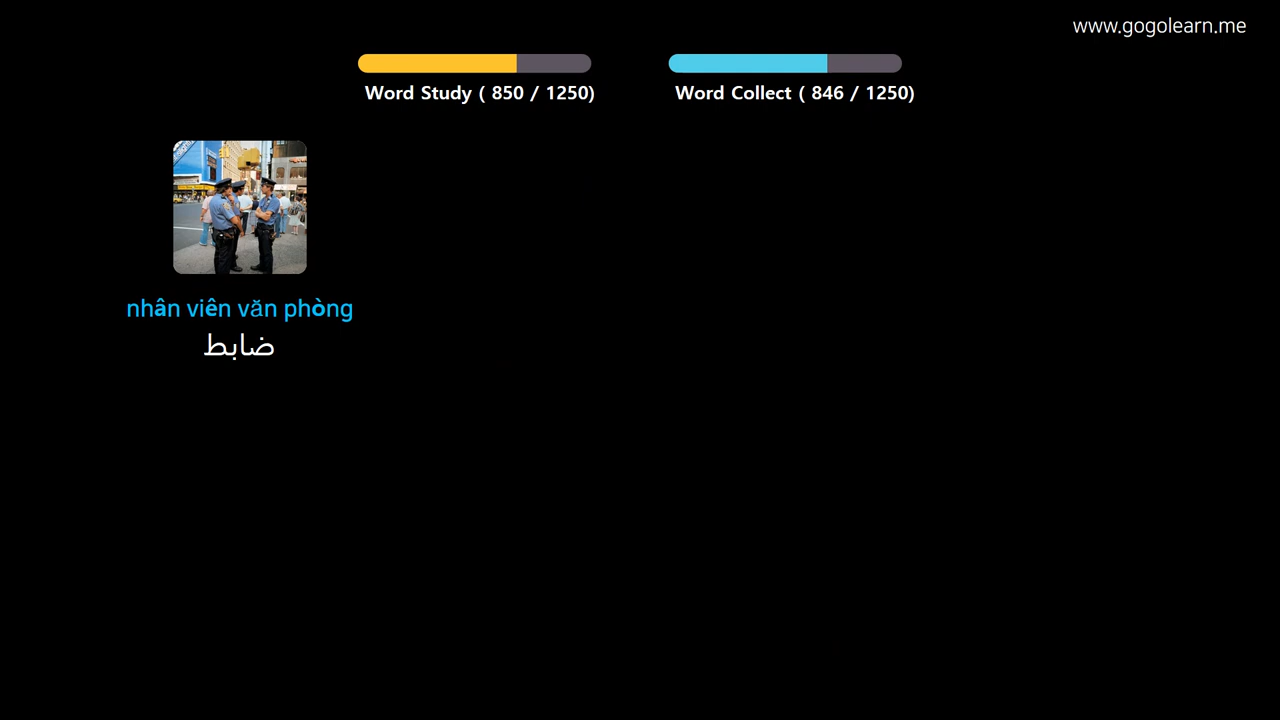 www.gogolearn.me
Word Study ( 850 / 1250)
Word Collect ( 846 / 1250)
nhân viên văn phòng
ضابط